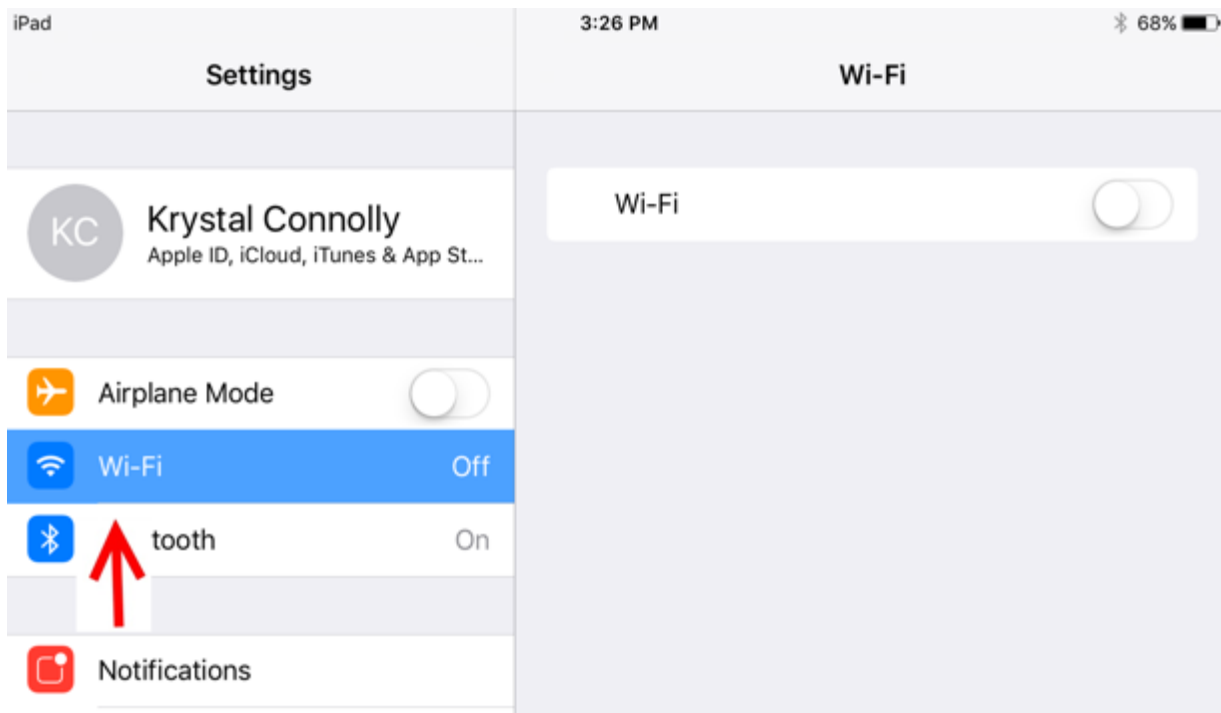 iPad 3:26 PM 68%
Settings
Wi-Fi
KC
Krystal Connolly
Apple ID, iCloud, iTunes & App St...
Airplane Mode
Wi-Fi Off
tooth On
Notifications
Wi-Fi